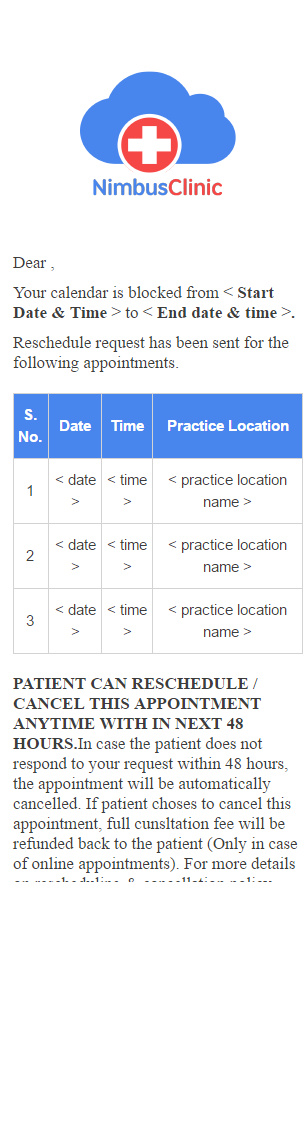 NimbusClinic
Dear ,
Your calendar is blocked from < Start
Date & Time > to < End date & time >.
Reschedule request has been sent for the
following appointments.
S. No. Date Time Practice Location
1 < date > < time > < practice location name >
2 < date > < time > < practice location name >
3 < date > < time > < practice location name >
PATIENT CAN RESCHEDULE /
CANCEL THIS APPOINTMENT
ANYTIME WITH IN NEXT 48
HOURS.In case the patient does not
respond to your request within 48 hours,
the appointment will be automatically
cancelled. If patient choses to cancel this
appointment, full cunsltation fee will be
refunded back to the patient (Only in case
of online appointments). For more details